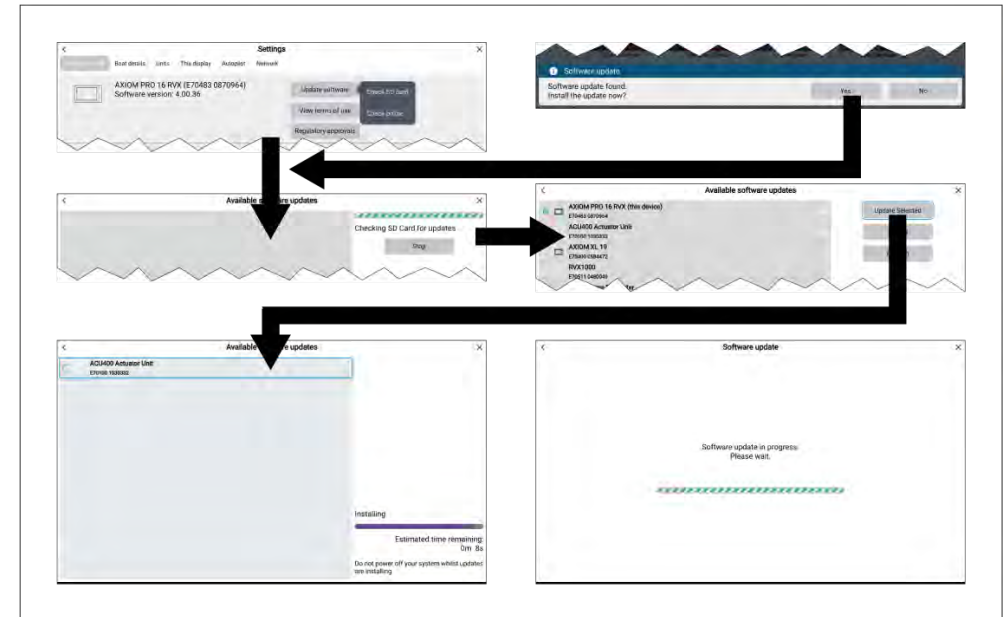 Settings
Boat details Units This display Autopilot Network
AXIOM PRO 16 RVX (E70483 0870964)
Software version: 4.00.36
Update software
Check SD card
Check online
View terms of use
Regulatory approvals
Software update
Software update found.
Install the update now?
Yes
No
Available software updates
Checking SD Card for updates
Stop
Available software updates
AXIOM PRO 16 RVX (this device)
E70483 0870964
ACU400 Actuator Unit
AXIOM XL 19
RVX1000
Update Selected
Available software updates
ACU400 Actuator Unit
Installing
Estimated time remaining:
0m 8s
Do not power off your system whilst updates
are installing
Software update
Software update in progress.
Please wait.